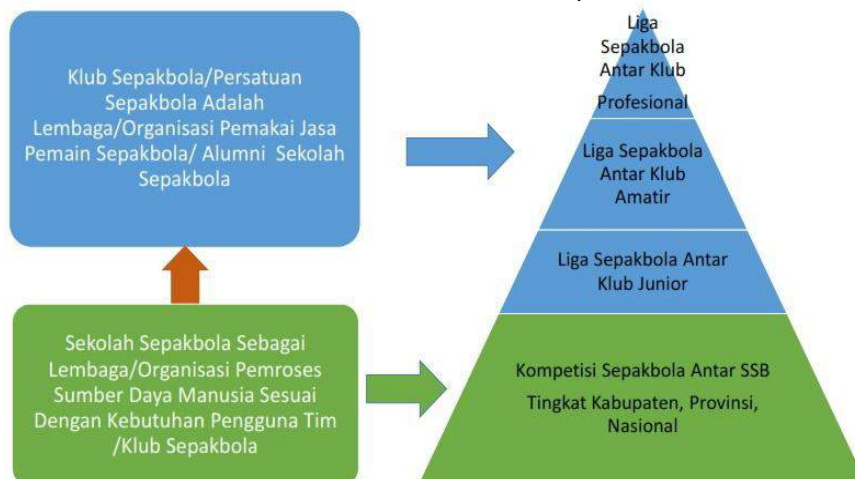 Klub Sepakbola/Persatuan
Sepakbola Adalah
Lembaga/Organisasi Pemakai Jasa
Pemain Sepakbola/ Alumni Sekolah
Sepakbola
Sekolah Sepakbola Sebagai
Lembaga/Organisasi Pemroses
Sumber Daya Manusia Sesuai
Dengan Kebutuhan Pengguna Tim
/Klub Sepakbola
Liga
Sepakbola
Antar Klub
Profesional
Liga Sepakbola
Antar Klub
Amatir
Liga Sepakbola Antar
Klub Junior
Kompetisi Sepakbola Antar SSB
Tingkat Kabupaten, Provinsi,
Nasional